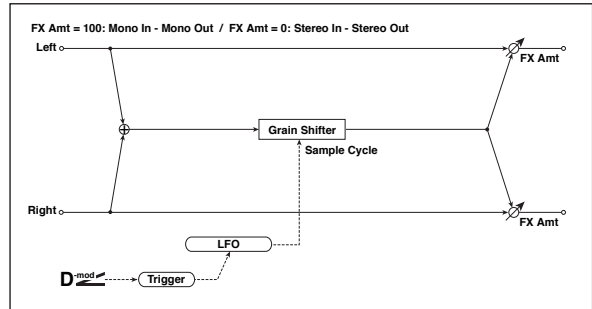 FX Amt = 100: Mono In - Mono Out / FX Amt = 0: Stereo In - Stereo Out
Left
FX Amt
Grain Shifter
Sample Cycle
Right
FX Amt
LFO
D-mod
Trigger